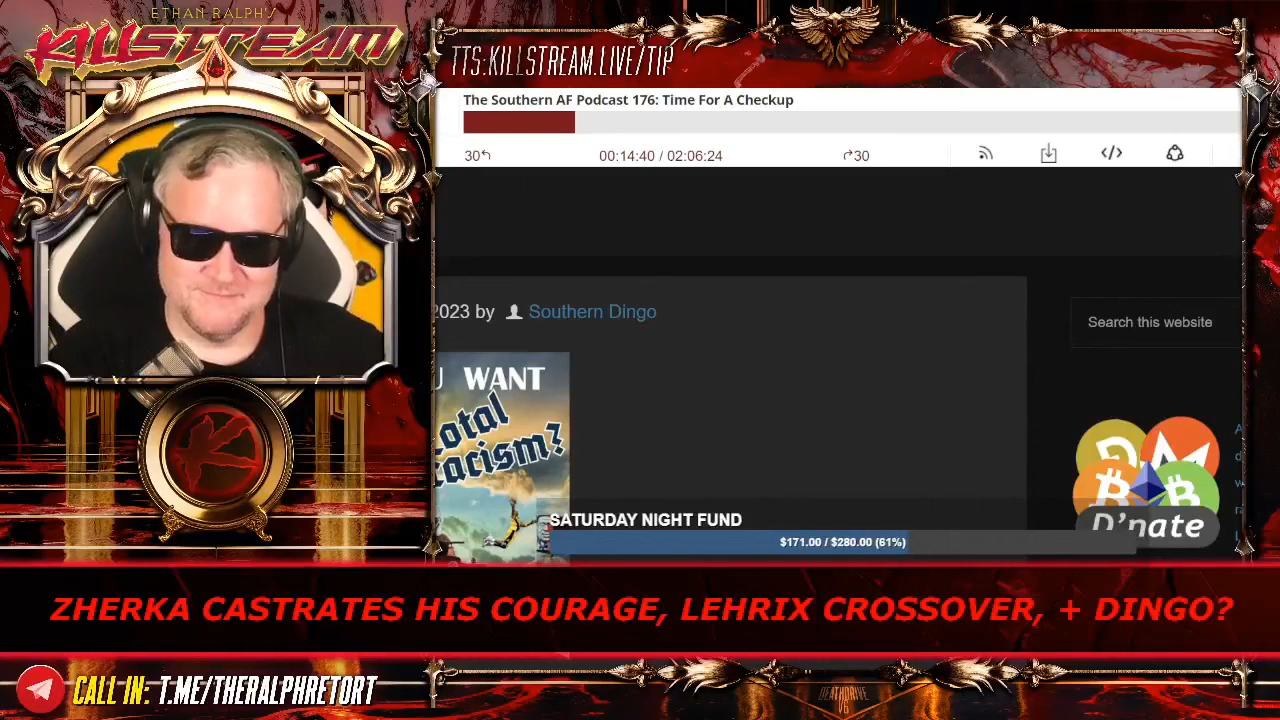 ETHAN RALPH'S
KILLSTREAM
TTS.KILLSTREAM.LIVE/TIP
The Southern AF Podcast 176: Time For A Checkup
30
00:14:40 / 02:06:24
30
2023 by Southern Dingo
Search this website
U WANT
otal
acism?
D'nate
SATURDAY NIGHT FUND
$171.00 / $280.00 (61%)
ZHERKA CASTRATES HIS COURAGE, LEHRIX CROSSOVER, + DINGO?
CALL IN: T.ME/THERALPHRETORT
DEATHDRIVE
V6